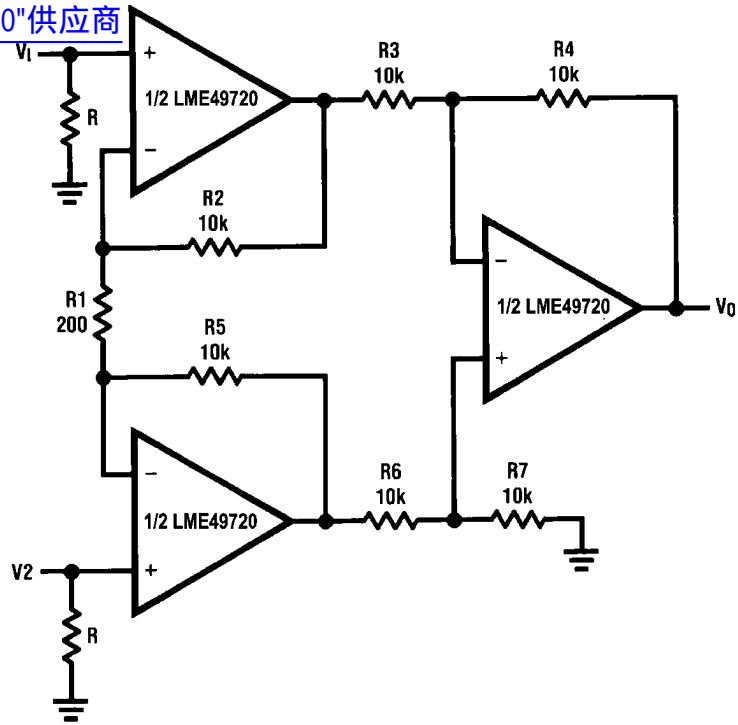 0"供应商
VI
+
R3
10k
R4
10k
1/2 LME49720
R
−
R2
10k
R1
200
R5
10k
−
1/2 LME49720
V0
+
−
1/2 LME49720
R6
10k
R7
10k
V2
+
R